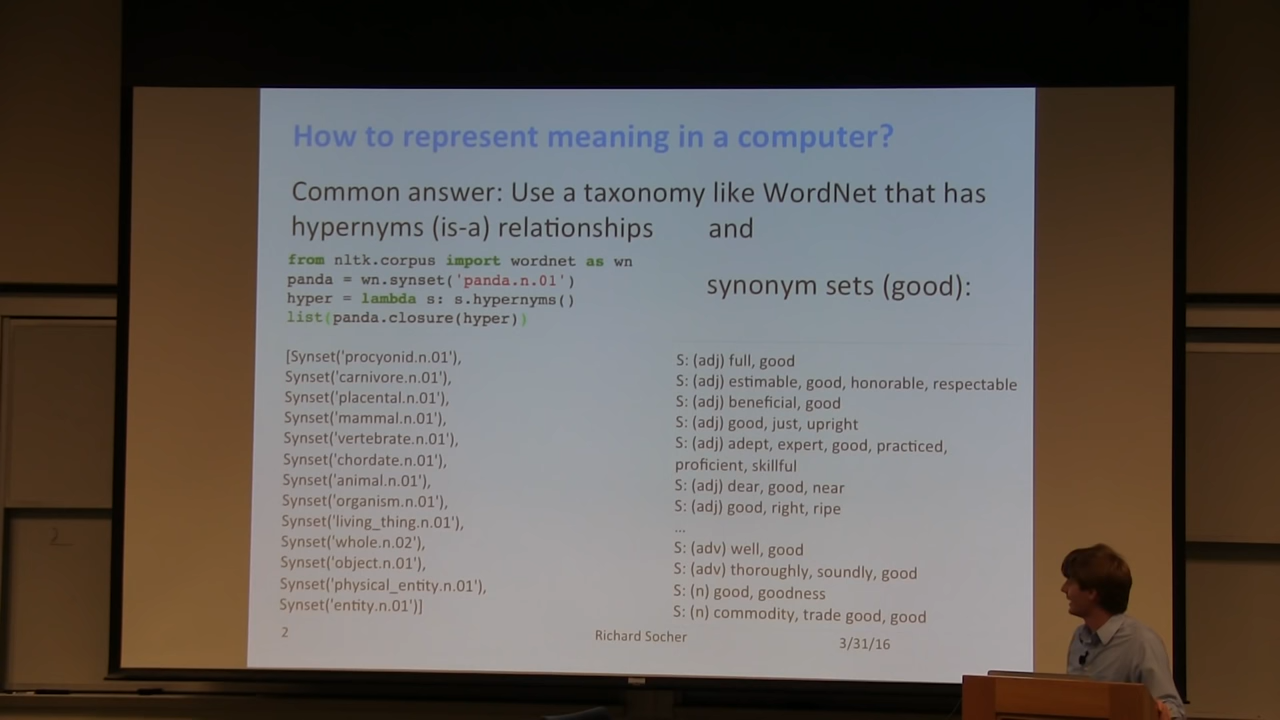 How to represent meaning in a computer?
Common answer: Use a taxonomy like WordNet that has
hypernyms (is-a) relationships and
from nltk.corpus import wordnet as wn
panda = wn.synset('panda.n.01')
hyper = lambda s: s.hypernyms()
list(panda.closure(hyper))
synonym sets (good):
[Synset('procyonid.n.01'),
Synset('carnivore.n.01'),
Synset('placental.n.01'),
Synset('mammal.n.01'),
Synset('vertebrate.n.01'),
Synset('chordate.n.01'),
Synset('animal.n.01'),
Synset('organism.n.01'),
Synset('living_thing.n.01'),
Synset('whole.n.02'),
Synset('object.n.01'),
Synset('physical_entity.n.01'),
Synset('entity.n.01')]
S: (adj) full, good
S: (adj) estimable, good, honorable, respectable
S: (adj) beneficial, good
S: (adj) good, just, upright
S: (adj) adept, expert, good, practiced,
proficient, skillful
S: (adj) dear, good, near
S: (adj) good, right, ripe
...
S: (adv) well, good
S: (adv) thoroughly, soundly, good
S: (n) good, goodness
S: (n) commodity, trade good, good
2 Richard Socher 3/31/16